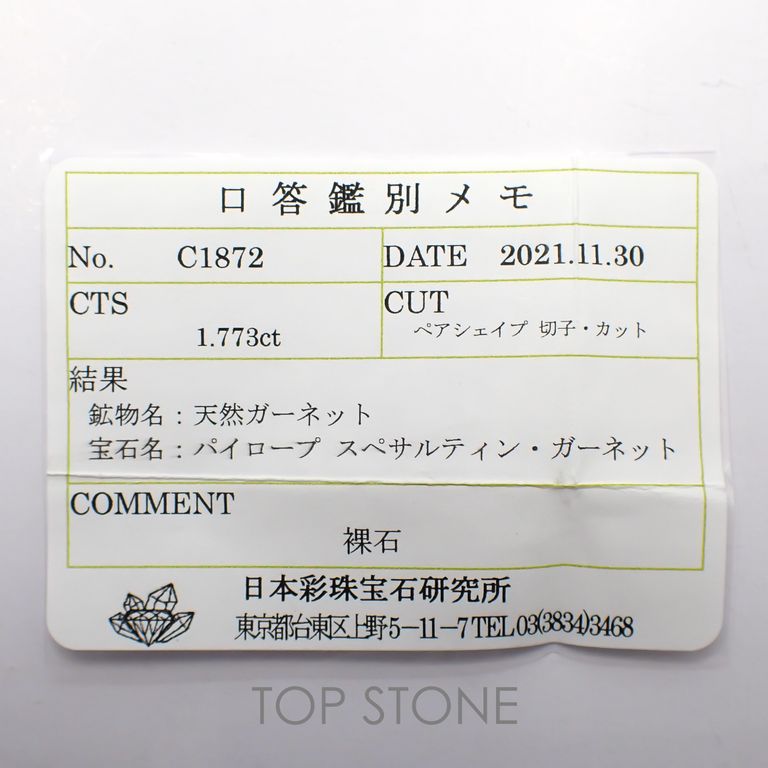 口答鑑別メモ
No. C1872 DATE 2021.11.30
CTS CUT
1.773ct ペアシェイプ 切子・カット
結果
鉱物名：天然ガーネット
宝石名：パイロープ スペサルティン・ガーネット
COMMENT
裸石
日本彩珠宝石研究所
東京都台東区上野5-11-7 TEL03(3834)3468
TOP STONE